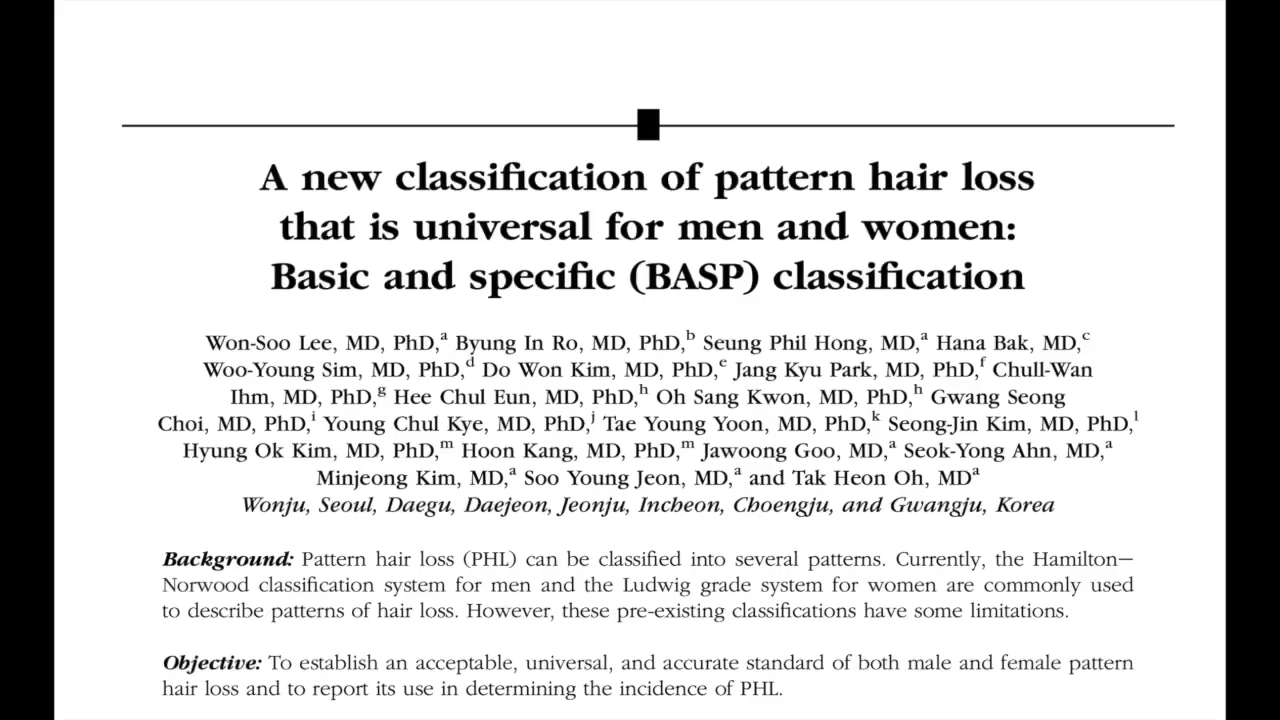 A new classification of pattern hair loss
that is universal for men and women:
Basic and specific (BASP) classification
Won-Soo Lee, MD, PhD,a Byung In Ro, MD, PhD,b Seung Phil Hong, MD,a Hana Bak, MD,c
Woo-Young Sim, MD, PhD,d Do Won Kim, MD, PhD,e Jang Kyu Park, MD, PhD,f Chull-Wan
Ihm, MD, PhD,g Hee Chul Eun, MD, PhD,h Oh Sang Kwon, MD, PhD,h Gwang Seong
Choi, MD, PhD,i Young Chul Kye, MD, PhD,j Tae Young Yoon, MD, PhD,k Seong-Jin Kim, MD, PhD,l
Hyung Ok Kim, MD, PhD,m Hoon Kang, MD, PhD,m Jawoong Goo, MD,a Seok-Yong Ahn, MD,a
Minjeong Kim, MD,a Soo Young Jeon, MD,a and Tak Heon Oh, MDa
Wonju, Seoul, Daegu, Daejeon, Jeonju, Incheon, Choengju, and Gwangju, Korea
Background: Pattern hair loss (PHL) can be classified into several patterns. Currently, the Hamilton–
Norwood classification system for men and the Ludwig grade system for women are commonly used
to describe patterns of hair loss. However, these pre-existing classifications have some limitations.
Objective: To establish an acceptable, universal, and accurate standard of both male and female pattern
hair loss and to report its use in determining the incidence of PHL.